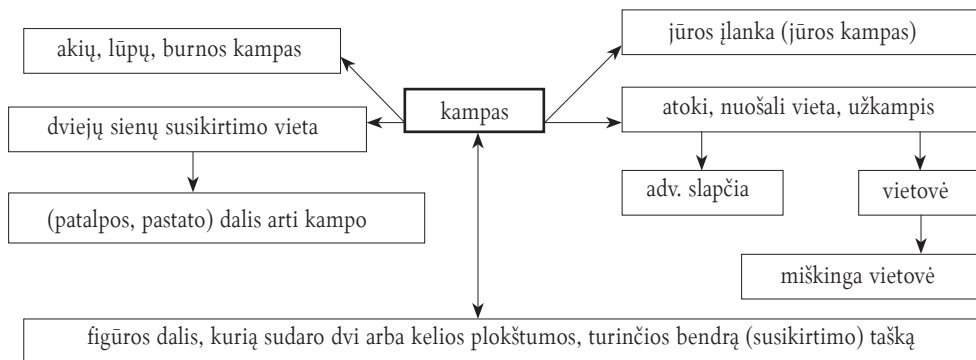 akių, lūpų, burnos kampas
jūros įlanka (jūros kampas)
kampas
atoki, nuošali vieta, užkampis
dviejų sienų susikirtimo vieta
adv. slapčia
vietovė
(patalpos, pastato) dalis arti kampo
miškinga vietovė
figūros dalis, kurią sudaro dvi arba kelios plokštumos, turinčios bendrą (susikirtimo) tašką